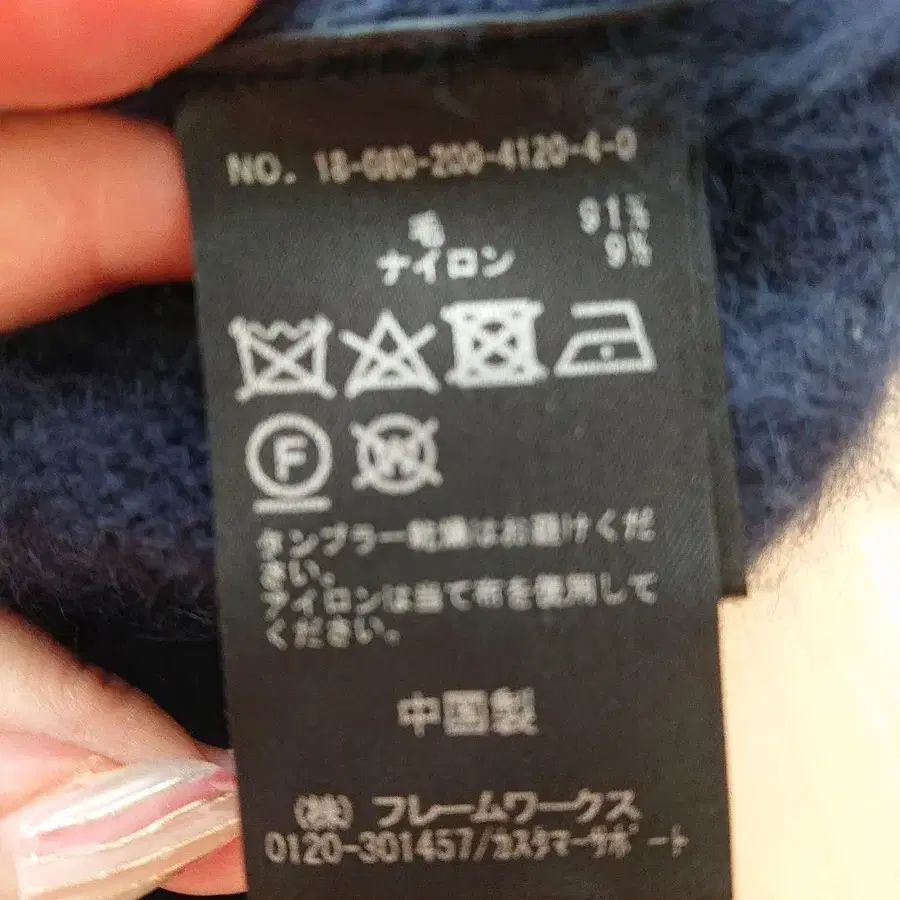 NO. 18-080-200-4120-4-0
毛 91%
ナイロン 9%
F
W
タンブラー乾燥はお避けくだ
さい。
アイロンは当て布を使用して
ください。
中国製
(株) フレームワークス
0120-301457/カスタマーサポート